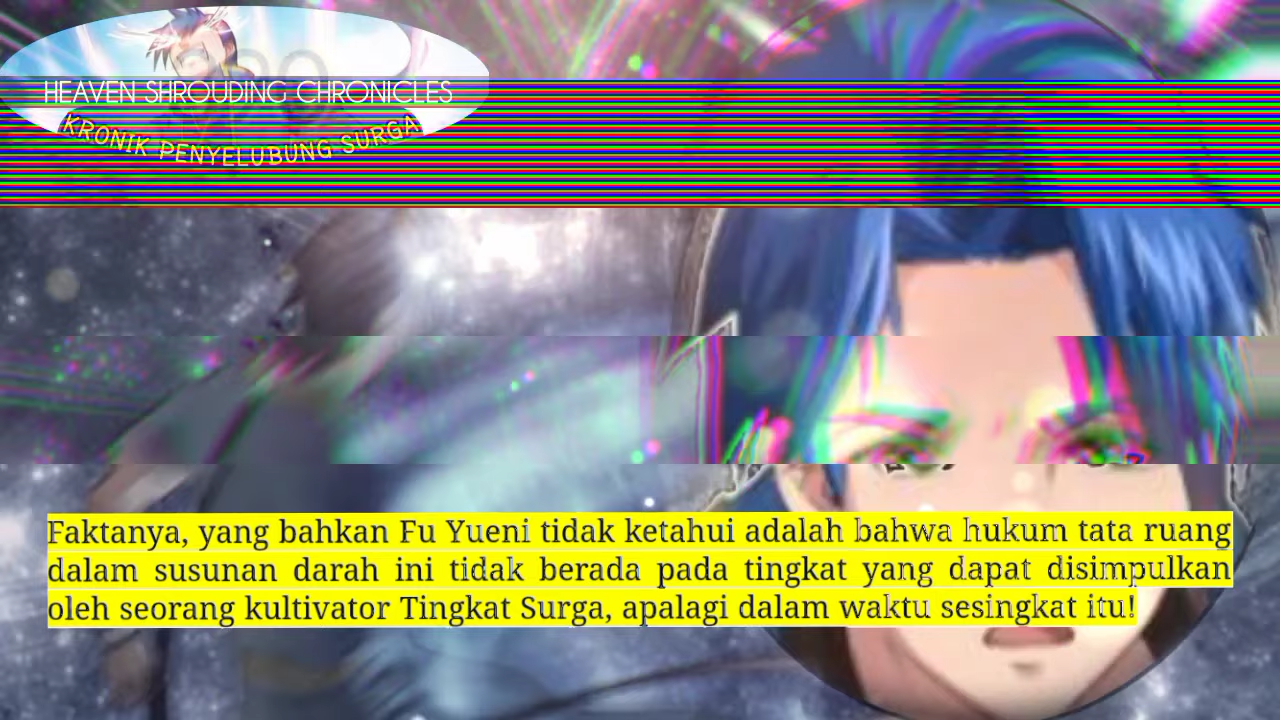 HEAVEN SHROUDING CHRONICLES
KRONIK PENYELUBUNG SURGA
Faktanya, yang bahkan Fu Yueni tidak ketahui adalah bahwa hukum tata ruang
dalam susunan darah ini tidak berada pada tingkat yang dapat disimpulkan
oleh seorang kultivator Tingkat Surga, apalagi dalam waktu sesingkat itu!